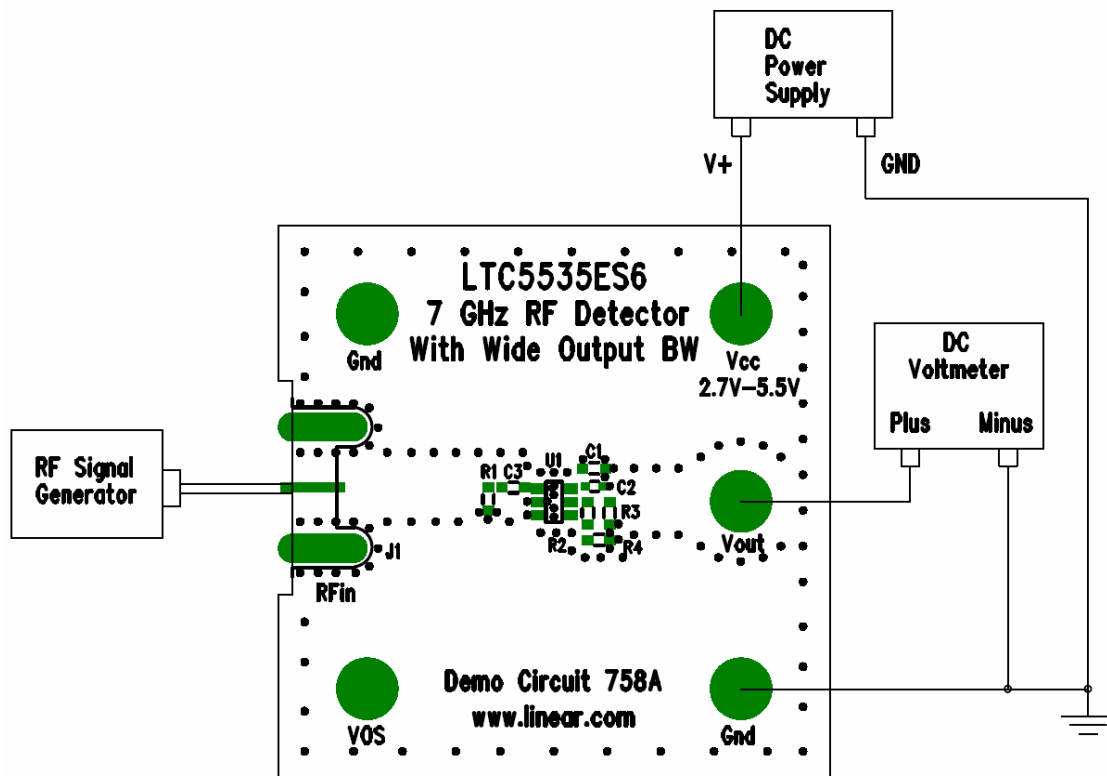 DC
Power
Supply
V+
GND
LTC5535ES6
7 GHz RF Detector
With Wide Output BW
Gnd
Vcc
2.7V-5.5V
DC
Voltmeter
Plus
Minus
RF Signal
Generator
R1
C3
U1
C1
C2
R3
R2
R4
Vout
J1
RFin
Demo Circuit 758A
www.linear.com
VOS
Gnd